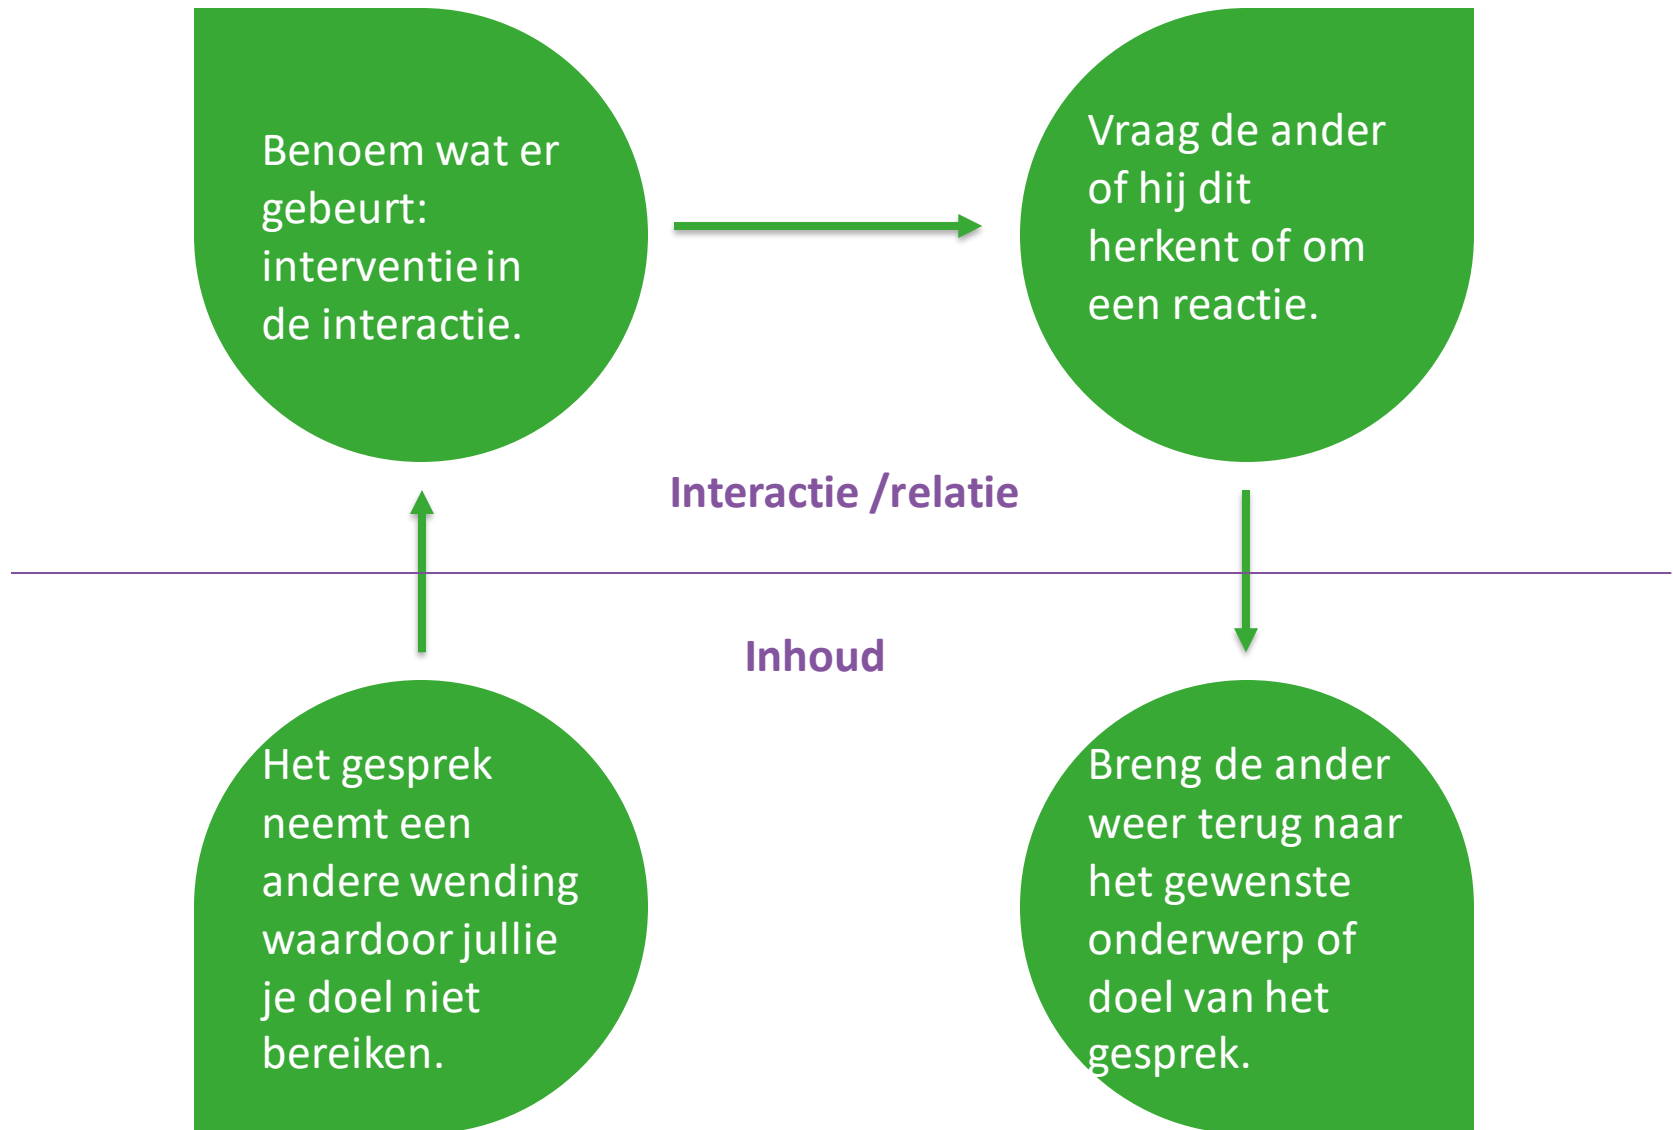 Benoem wat er
gebeurt:
interventie in
de interactie.
Vraag de ander
of hij dit
herkent of om
een reactie.
Interactie /relatie
Inhoud
Het gesprek
neemt een
andere wending
waardoor jullie
je doel niet
bereiken.
Breng de ander
weer terug naar
het gewenste
onderwerp of
doel van het
gesprek.